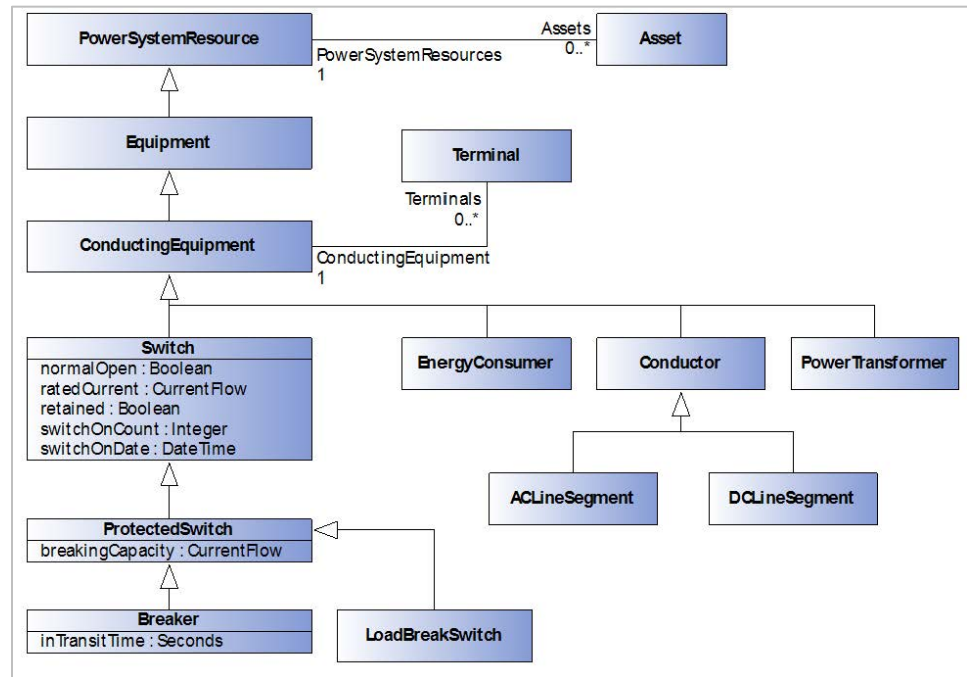 PowerSystemResource
Assets
0..*
Asset
PowerSystemResources
1
Equipment
Terminal
Terminals
0..*
ConductingEquipment
ConductingEquipment
1
Switch
normalOpen : Boolean
ratedCurrent : CurrentFlow
retained : Boolean
switchOnCount : Integer
switchOnDate : DateTime
EnergyConsumer
Conductor
PowerTransformer
ACLineSegment
DCLineSegment
ProtectedSwitch
breakingCapacity : CurrentFlow
Breaker
inTransitTime : Seconds
LoadBreakSwitch